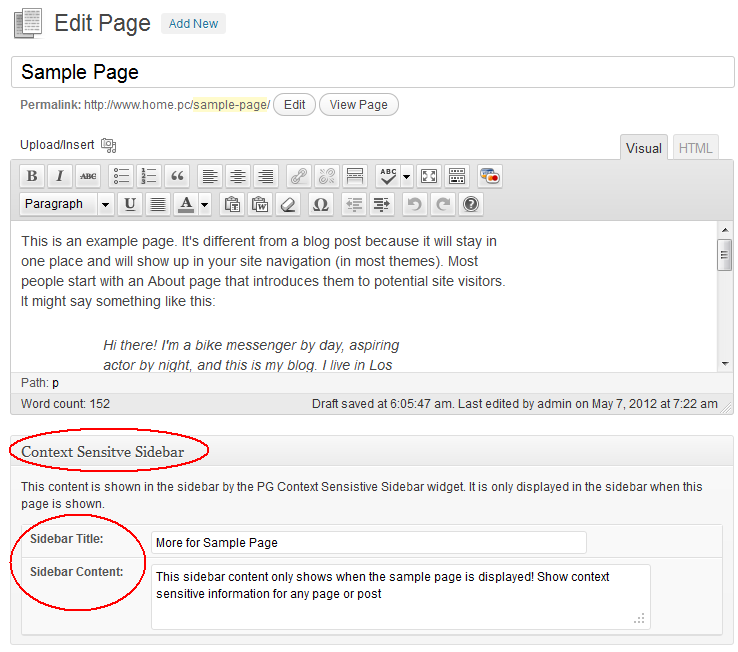 Edit Page Add New
Sample Page
Permalink: http://www.home.pc/sample-page/ Edit View Page
Upload/Insert Visual HTML
B I ABC ABC
Paragraph U A Ω
This is an example page. It's different from a blog post because it will stay in
one place and will show up in your site navigation (in most themes). Most
people start with an About page that introduces them to potential site visitors.
It might say something like this:
Hi there! I'm a bike messenger by day, aspiring
actor by night, and this is my blog. I live in Los
Path: p
Word count: 152 Draft saved at 6:05:47 am. Last edited by admin on May 7, 2012 at 7:22 am
Context Sensitve Sidebar
This content is shown in the sidebar by the PG Context Sensistive Sidebar widget. It is only displayed in the sidebar when this
page is shown.
Sidebar Title: More for Sample Page
Sidebar Content: This sidebar content only shows when the sample page is displayed! Show context
sensitive information for any page or post